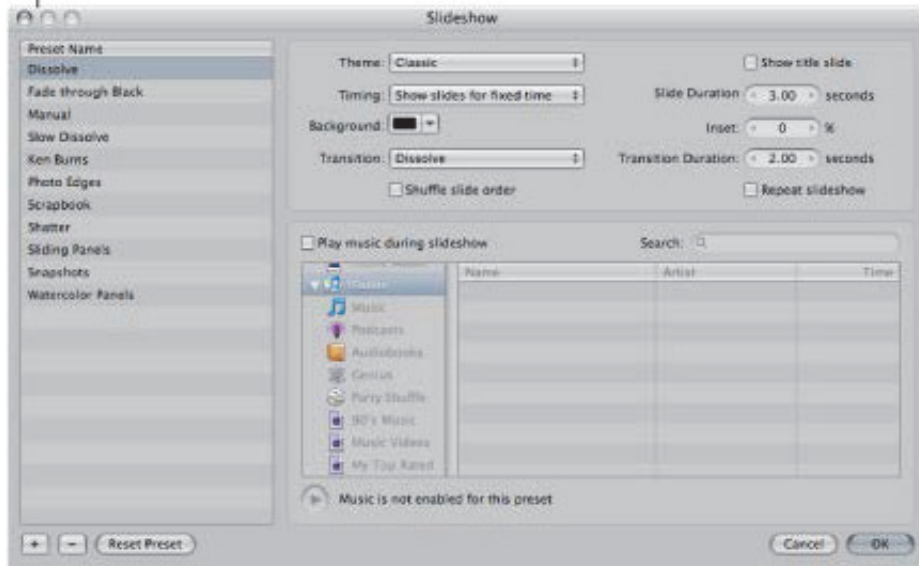 Slideshow
Preset Name
Dissolve
Fade through Black
Manual
Slow Dissolve
Ken Burns
Photo Edges
Scrapbook
Shatter
Sliding Panels
Snapshots
Watercolor Panels
Theme: Classic
Show title slide
Timing: Show slides for fixed time
Slide Duration 3.00 seconds
Background:
Inset: 0 %
Transition: Dissolve
Transition Duration: 2.00 seconds
Shuffle slide order
Repeat slideshow
Play music during slideshow
Search:
Name Artist Time
Music
Podcasts
Audiobooks
Genius
Party Shuffle
90's Music
Music Videos
My Top Rated
Music is not enabled for this preset
+ - Reset Preset
Cancel OK